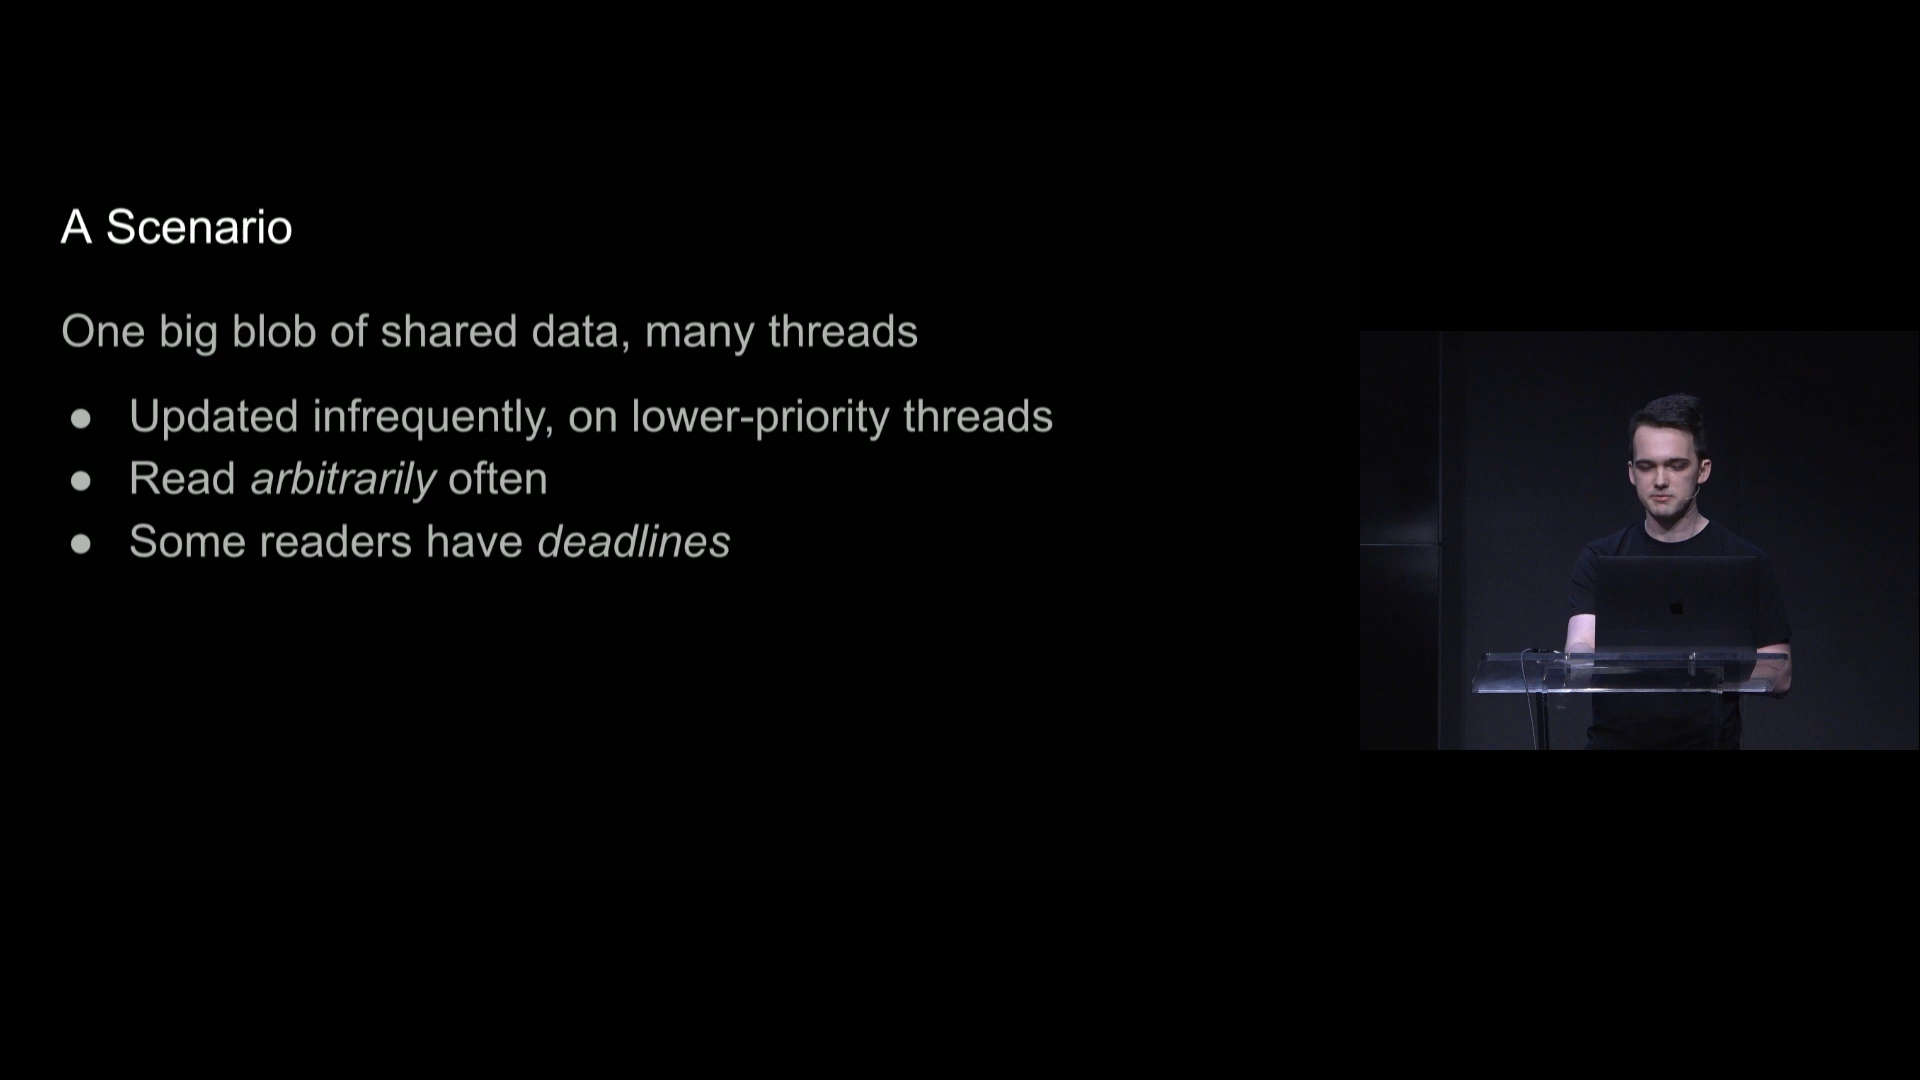 A Scenario
One big blob of shared data, many threads
● Updated infrequently, on lower-priority threads
● Read arbitrarily often
● Some readers have deadlines